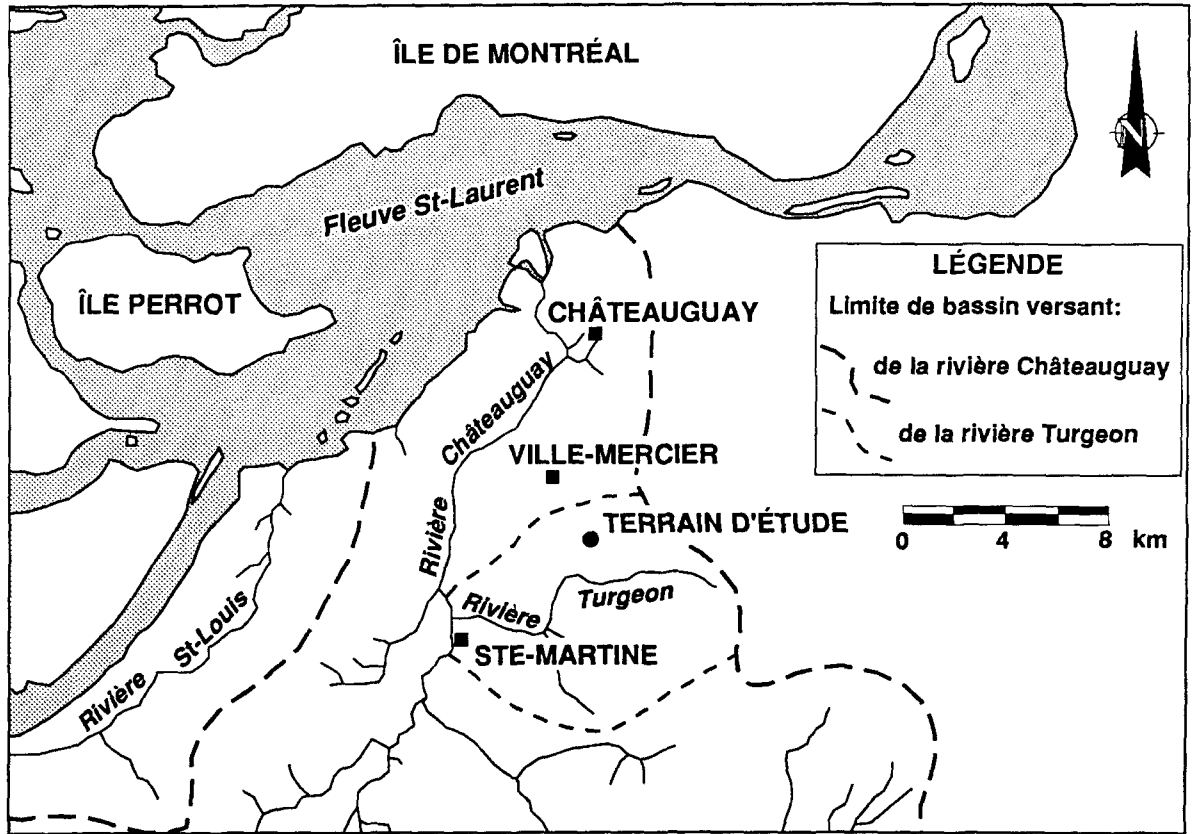 ÎLE DE MONTRÉAL
N
Fleuve St-Laurent
ÎLE PERROT
LÉGENDE
Limite de bassin versant:
de la rivière Châteauguay
de la rivière Turgeon
CHÂTEAUGUAY
Rivière Châteauguay
VILLE-MERCIER
TERRAIN D'ÉTUDE
0 4 8 km
Rivière Turgeon
STE-MARTINE
Rivière St-Louis